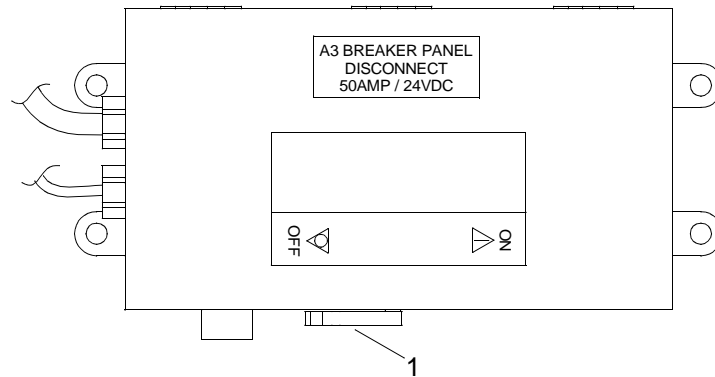 A3 BREAKER PANEL
DISCONNECT
50AMP / 24VDC
OFF
ON
1